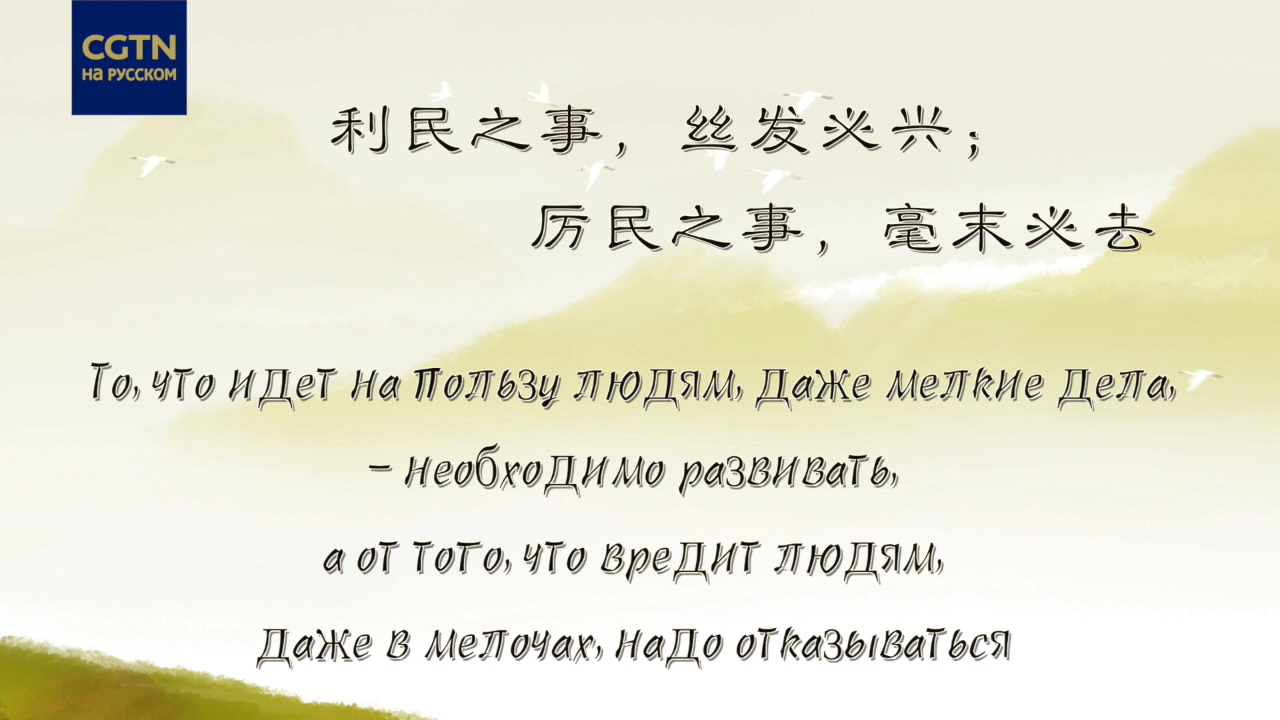 CGTN
на русском
利民之事，丝发必兴；
厉民之事，毫末必去
То, что идет на пользу людям, даже мелкие дела,
– необходимо развивать,
а от того, что вредит людям,
даже в мелочах, надо отказываться